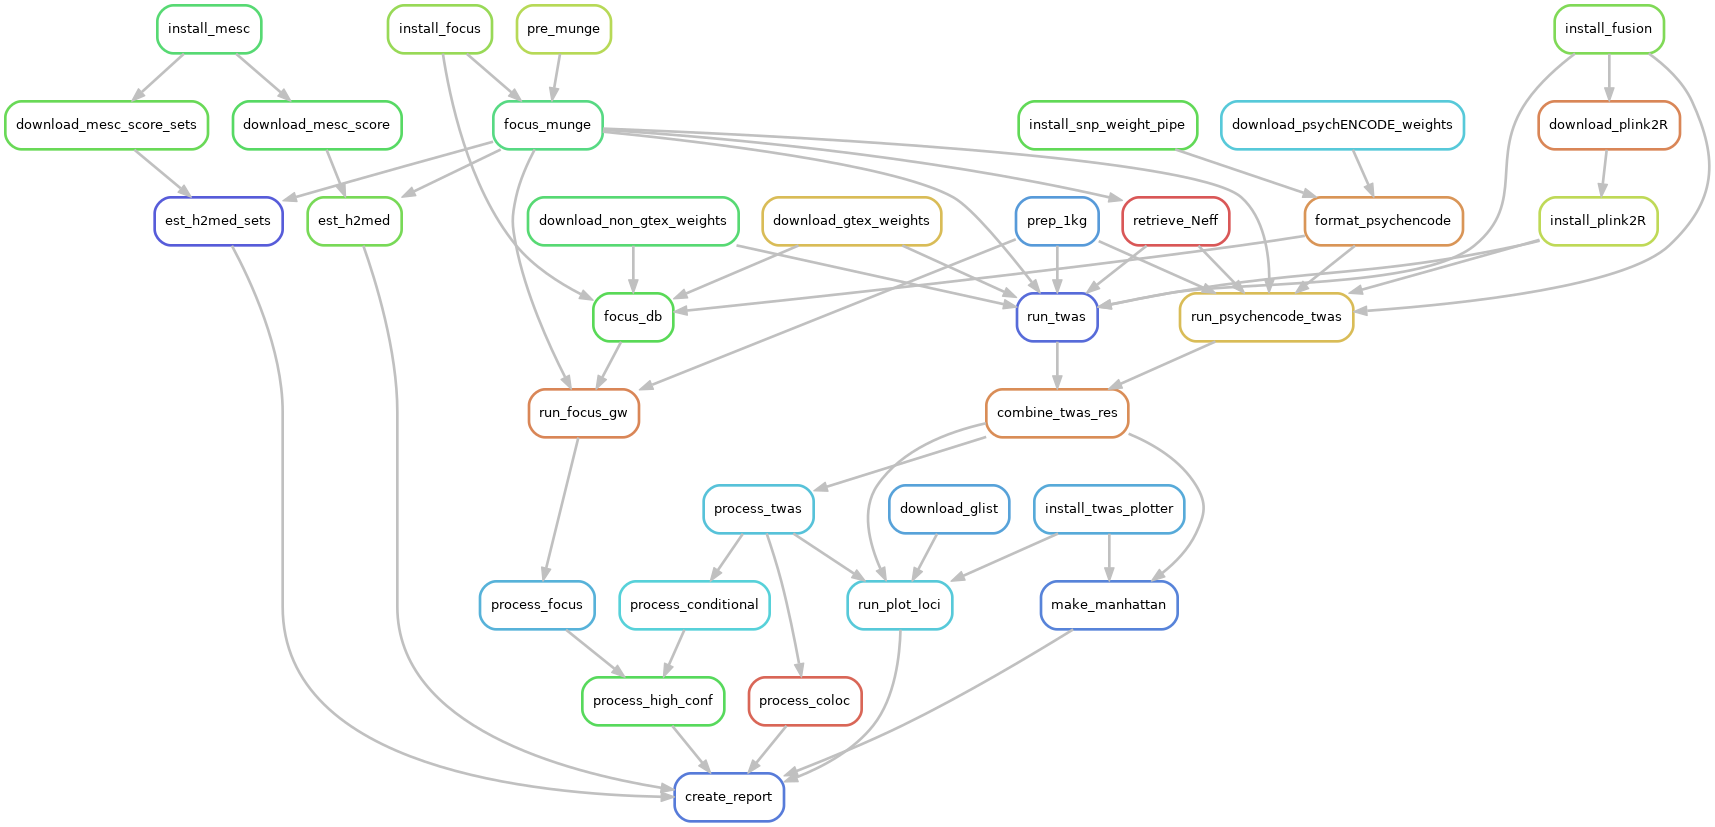 install_mesc
install_focus
pre_munge
install_fusion
download_mesc_score_sets
download_mesc_score
focus_munge
install_snp_weight_pipe
download_psychENCODE_weights
download_plink2R
est_h2med_sets
est_h2med
download_non_gtex_weights
download_gtex_weights
prep_1kg
retrieve_Neff
format_psychencode
install_plink2R
focus_db
run_twas
run_psychencode_twas
run_focus_gw
combine_twas_res
process_twas
download_glist
install_twas_plotter
process_focus
process_conditional
run_plot_loci
make_manhattan
process_high_conf
process_coloc
create_report